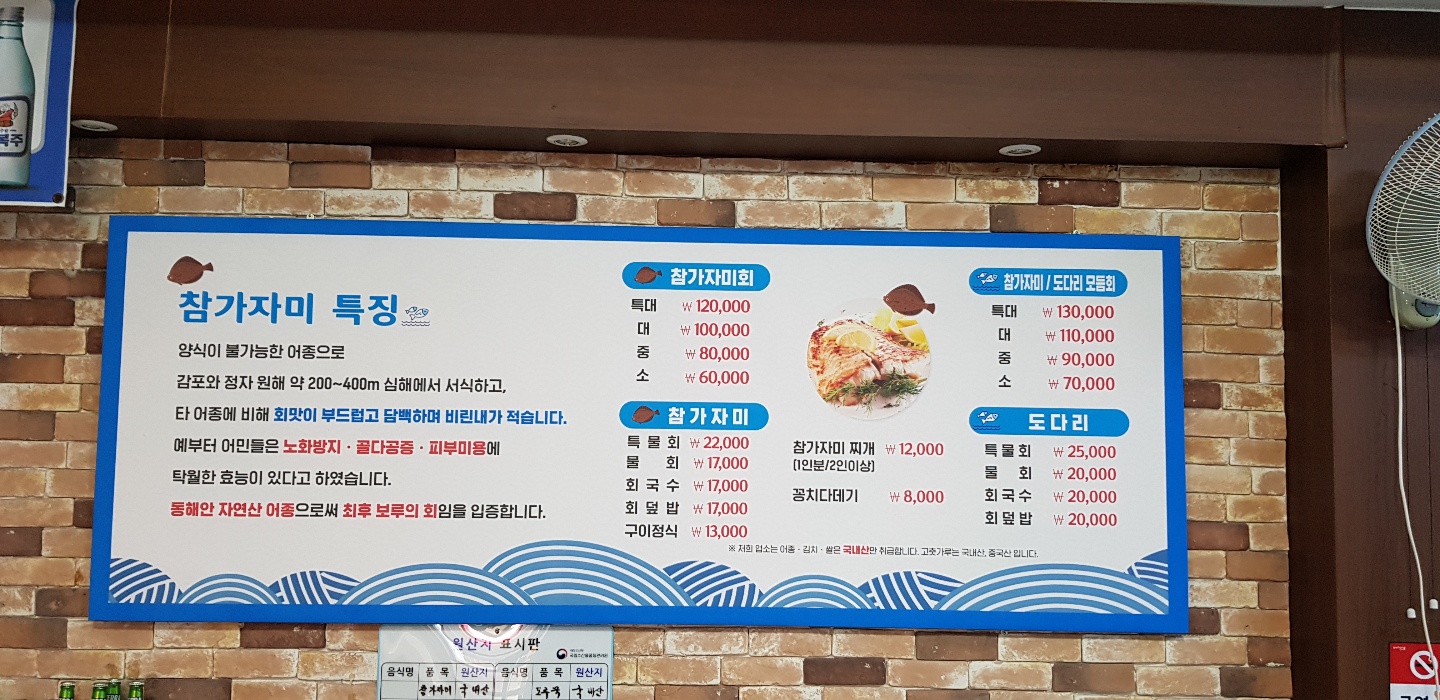 참가자미 특징
양식이 불가능한 어종으로
감포와 정자 원해 약 200~400m 심해에서 서식하고,
타 어종에 비해 회맛이 부드럽고 담백하며 비린내가 적습니다.
예부터 어민들은 노화방지 · 골다공증 · 피부미용에
탁월한 효능이 있다고 하였습니다.
동해안 자연산 어종으로써 최후 보루의 회임을 입증합니다.
참가자미회
특대 ₩120,000
대 ₩100,000
중 ₩80,000
소 ₩60,000
참가자미
특물회 ₩22,000
물 회 ₩17,000
회국수 ₩17,000
회덮밥 ₩17,000
구이정식 ₩13,000
참가자미 찌개 ₩12,000
(1인분/2인이상)
꽁치다데기 ₩8,000
참가자미 / 도다리 모듬회
특대 ₩130,000
대 ₩110,000
중 ₩90,000
소 ₩70,000
도다리
특물회 ₩25,000
물 회 ₩20,000
회국수 ₩20,000
회덮밥 ₩20,000
※ 저희 업소는 어종 · 김치 · 쌀은 국내산만 취급합니다. 고춧가루는 국내산, 중국산 입니다.
원산지 표시판
음식명 품 목 원산지 음식명 품 목 원산지
국내산 국내산